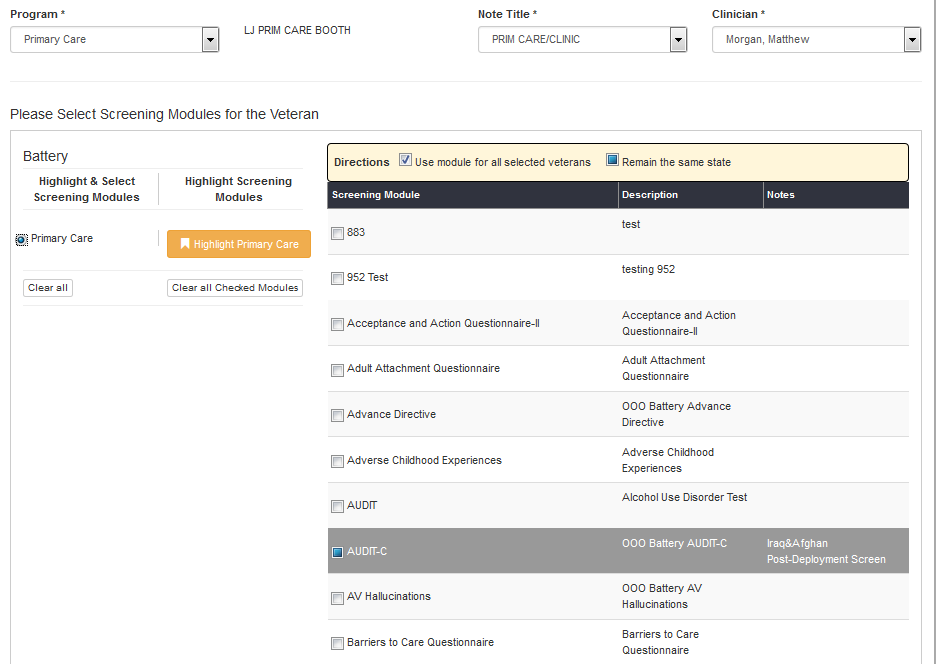 Program *
Note Title *
Clinician *
Primary Care
LJ PRIM CARE BOOTH
PRIM CARE/CLINIC
Morgan, Matthew
Please Select Screening Modules for the Veteran
Battery
Highlight & Select
Screening Modules
Highlight Screening
Modules
Primary Care
Highlight Primary Care
Clear all
Clear all Checked Modules
Directions Use module for all selected veterans Remain the same state
Screening Module Description Notes
883
test
952 Test
testing 952
Acceptance and Action Questionnaire-II
Acceptance and Action
Questionnaire-II
Adult Attachment Questionnaire
Adult Attachment
Questionnaire
Advance Directive
OOO Battery Advance
Directive
Adverse Childhood Experiences
Adverse Childhood
Experiences
AUDIT
Alcohol Use Disorder Test
AUDIT-C
OOO Battery AUDIT-C
Iraq&Afghan
Post-Deployment Screen
AV Hallucinations
OOO Battery AV
Hallucinations
Barriers to Care Questionnaire
Barriers to Care
Questionnaire